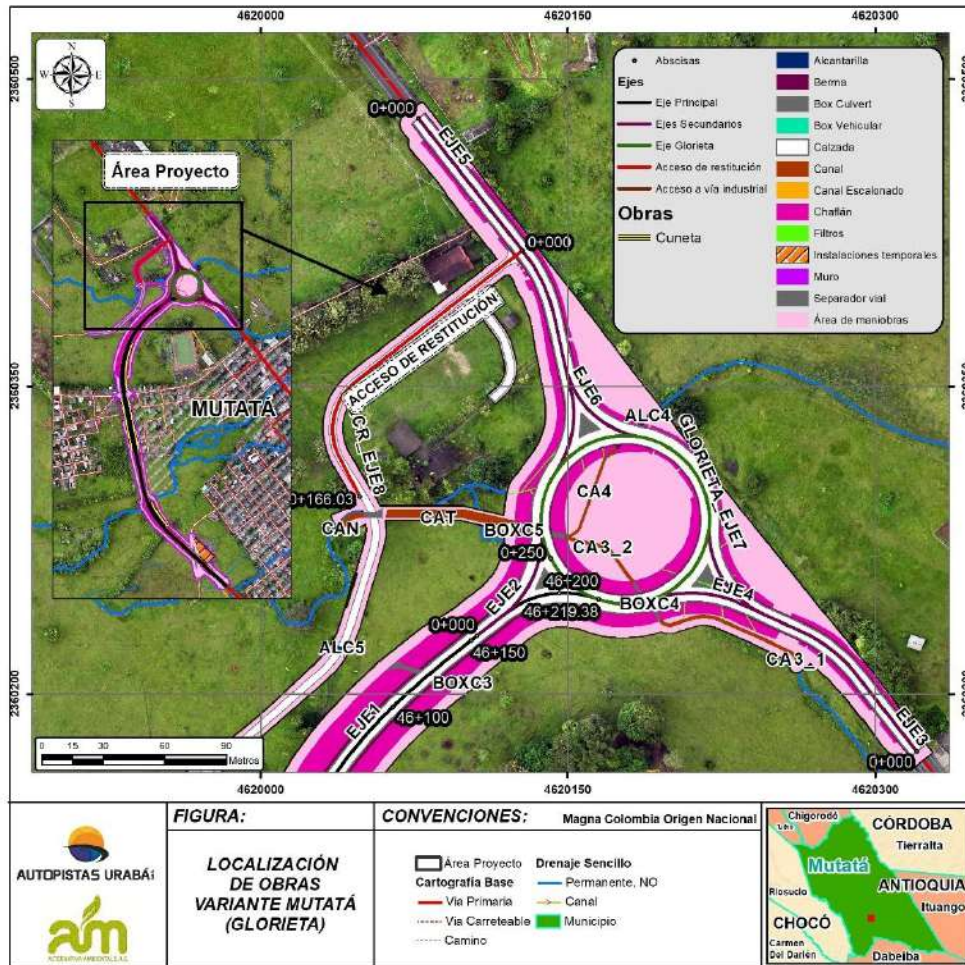 4620000 4620150 4620300
2360500
2360350
2360200
N
W E
S
Área Proyecto
MUTATÁ
0+000
EJE5
0+000
ACCESO DE RESTITUCIÓN
CR_EJE8
0+166.03
CAN
CAT
BOXC5
0+250
EJE6
ALC4
GLORIETA_EJE7
CA4
CA3_2
46+200
BOXC4
EJE4
46+219.38
EJE2
0+000
46+150
ALC5
BOXC3
CA3_1
EJE1
46+100
EJE3
0+000
0 15 30 60 90
Metros
Abscisas
Ejes
Eje Principal
Ejes Secundarios
Eje Glorieta
Acceso de restitución
Acceso a vía industrial
Obras
Cuneta
Alcantarilla
Berma
Box Culvert
Box Vehicular
Calzada
Canal
Canal Escalonado
Chaflán
Filtros
Instalaciones temporales
Muro
Separador vial
Área de maniobras
2360500
2360200
4620000 4620150 4620300
AUTOPISTAS URABÁ
am
FIGURA:
LOCALIZACIÓN
DE OBRAS
VARIANTE MUTATÁ
(GLORIETA)
CONVENCIONES: Magna Colombia Origen Nacional
Área Proyecto
Cartografía Base
Vía Primaria
Vía Carreteable
Camino
Drenaje Sencillo
Permanente, NO
Canal
Municipio
Chigorodó
CÓRDOBA
Tierralta
Mutatá
Riosucio
ANTIOQUIA
Ituango
CHOCÓ
Carmen
Del Darién
Dabeiba